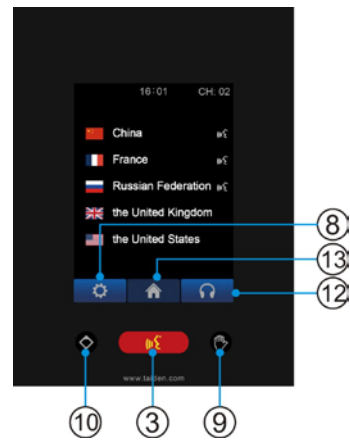 16:01 CH: 02
China
France
Russian Federation
the United Kingdom
the United States
8
13
12
www.taiden.com
10
3
9